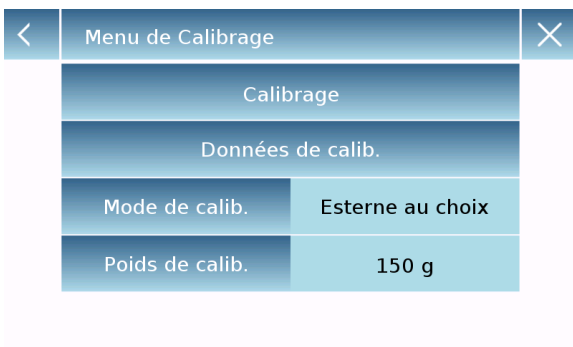 Menu de Calibrage
Calibrage
Données de calib.
Mode de calib. Esterne au choix
Poids de calib. 150 g